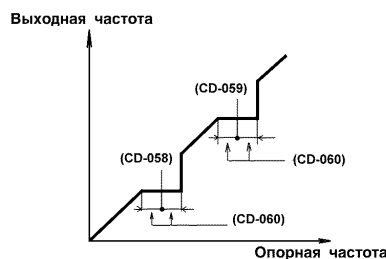 Выходная частота
(CD-059)
(CD-058)
(CD-060)
(CD-060)
Опорная частота